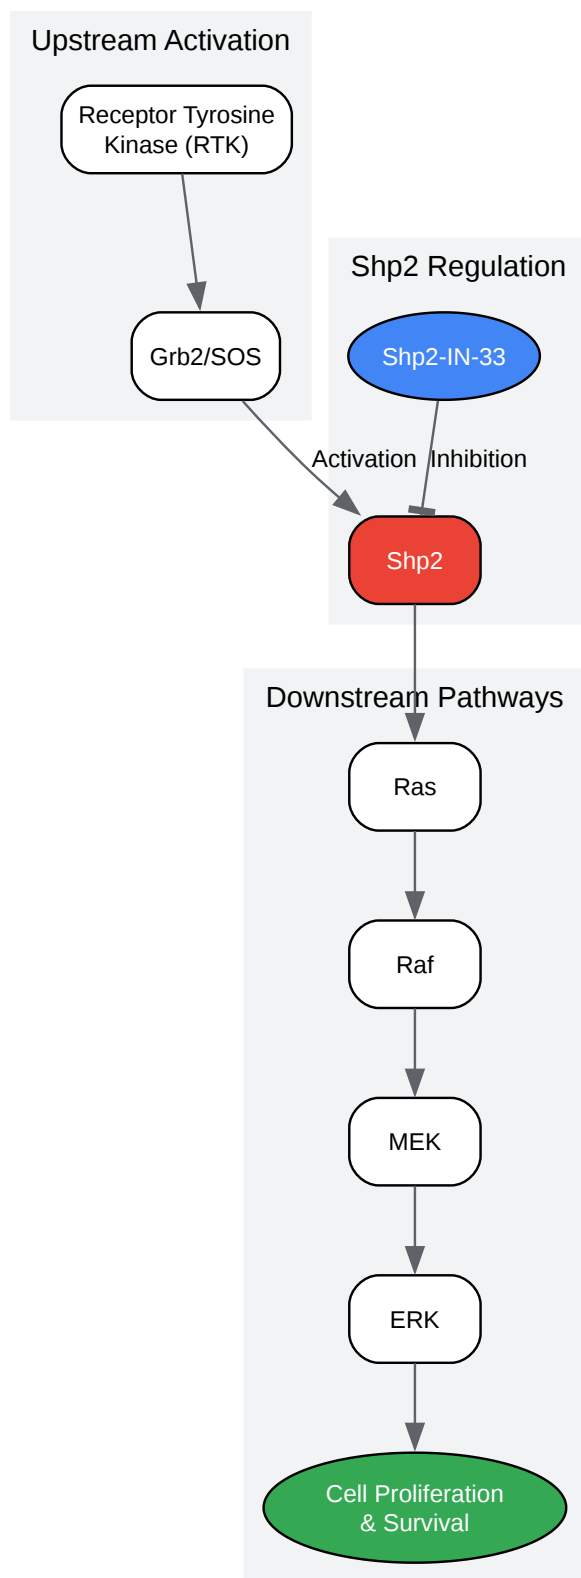 Upstream Activation
Receptor Tyrosine
Kinase (RTK)
Grb2/SOS
Shp2 Regulation
Shp2-IN-33
Activation
Inhibition
Shp2
Downstream Pathways
Ras
Raf
MEK
ERK
Cell Proliferation
& Survival